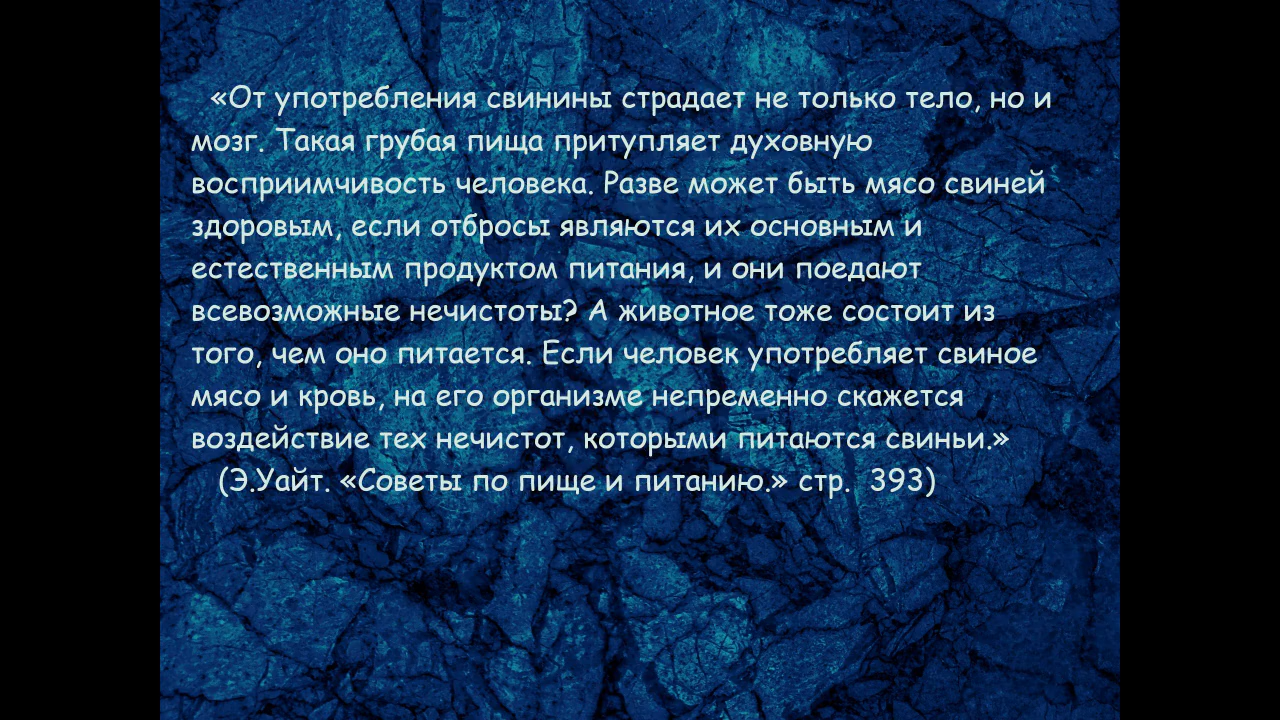 «От употребления свинины страдает не только тело, но и
мозг. Такая грубая пища притупляет духовную
восприимчивость человека. Разве может быть мясо свиней
здоровым, если отбросы являются их основным и
естественным продуктом питания, и они поедают
всевозможные нечистоты? А животное тоже состоит из
того, чем оно питается. Если человек употребляет свиное
мясо и кровь, на его организме непременно скажется
воздействие тех нечистот, которыми питаются свиньи.»
(Э.Уайт. «Советы по пище и питанию.» стр.  393)